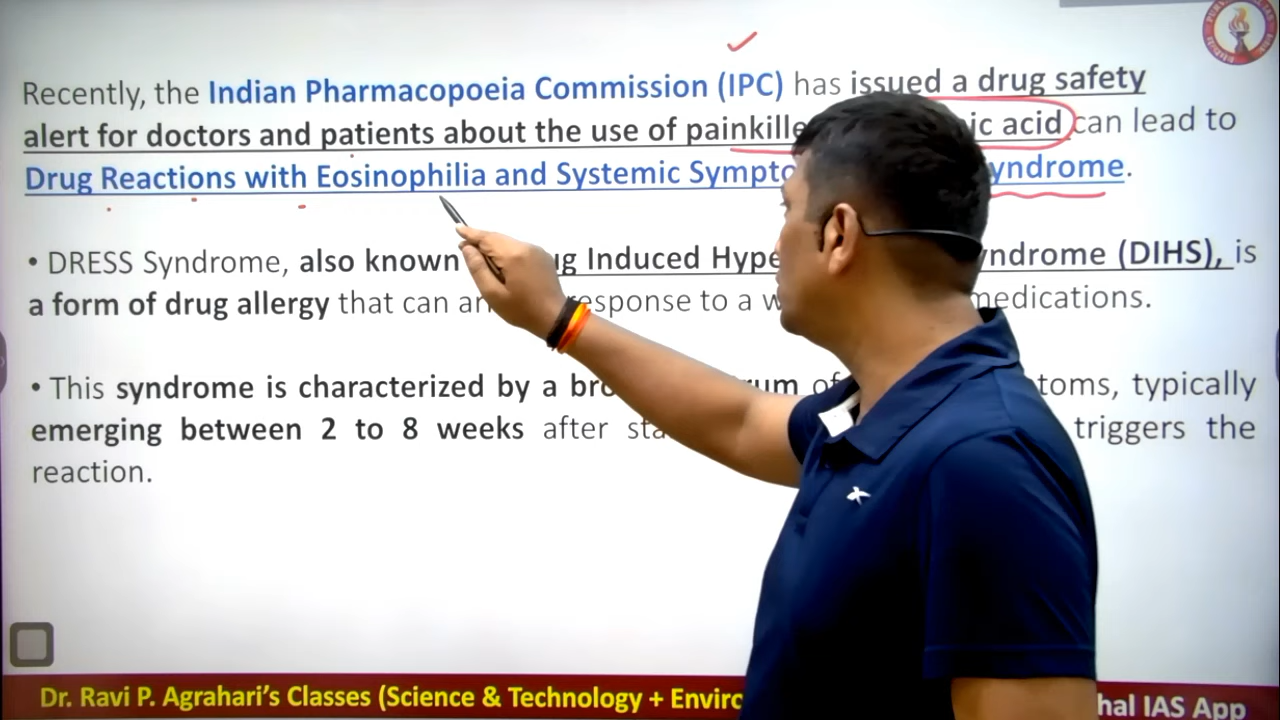 Recently, the Indian Pharmacopoeia Commission (IPC) has issued a drug safety
alert for doctors and patients about the use of painkille ic acid can lead to
Drug Reactions with Eosinophilia and Systemic Sympto yndrome.
• DRESS Syndrome, also known ug Induced Hype yndrome (DIHS), is
a form of drug allergy that can response to a medications.
• This syndrome is characterized by a bro rum of toms, typically
emerging between 2 to 8 weeks after sta triggers the
reaction.
Dr. Ravi P. Agrahari's Classes (Science & Technology + Enviro hal IAS App